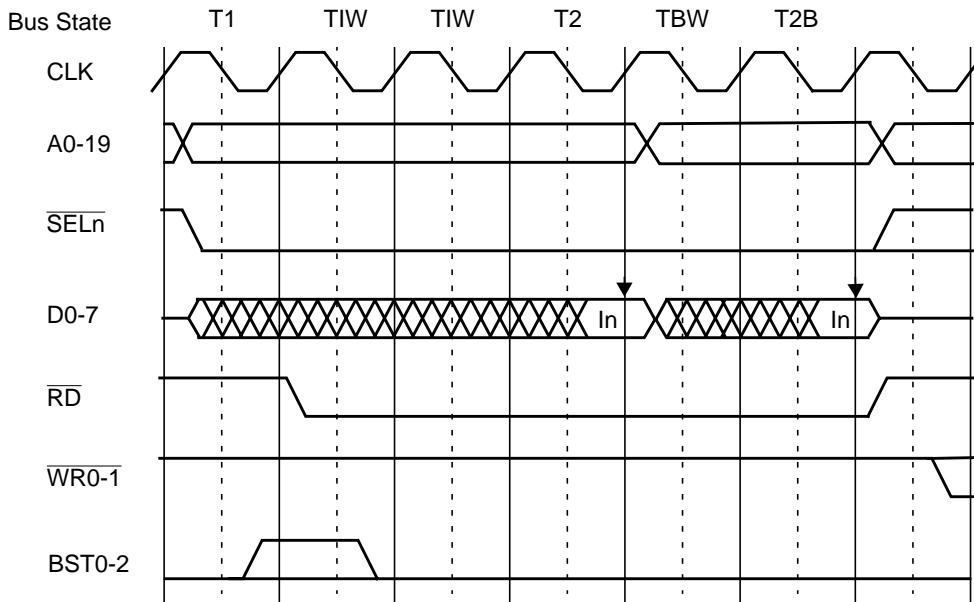 Bus State T1 TIW TIW T2 TBW T2B
CLK
A0-19
SELn
D0-7 In In
RD
WR0-1
BST0-2